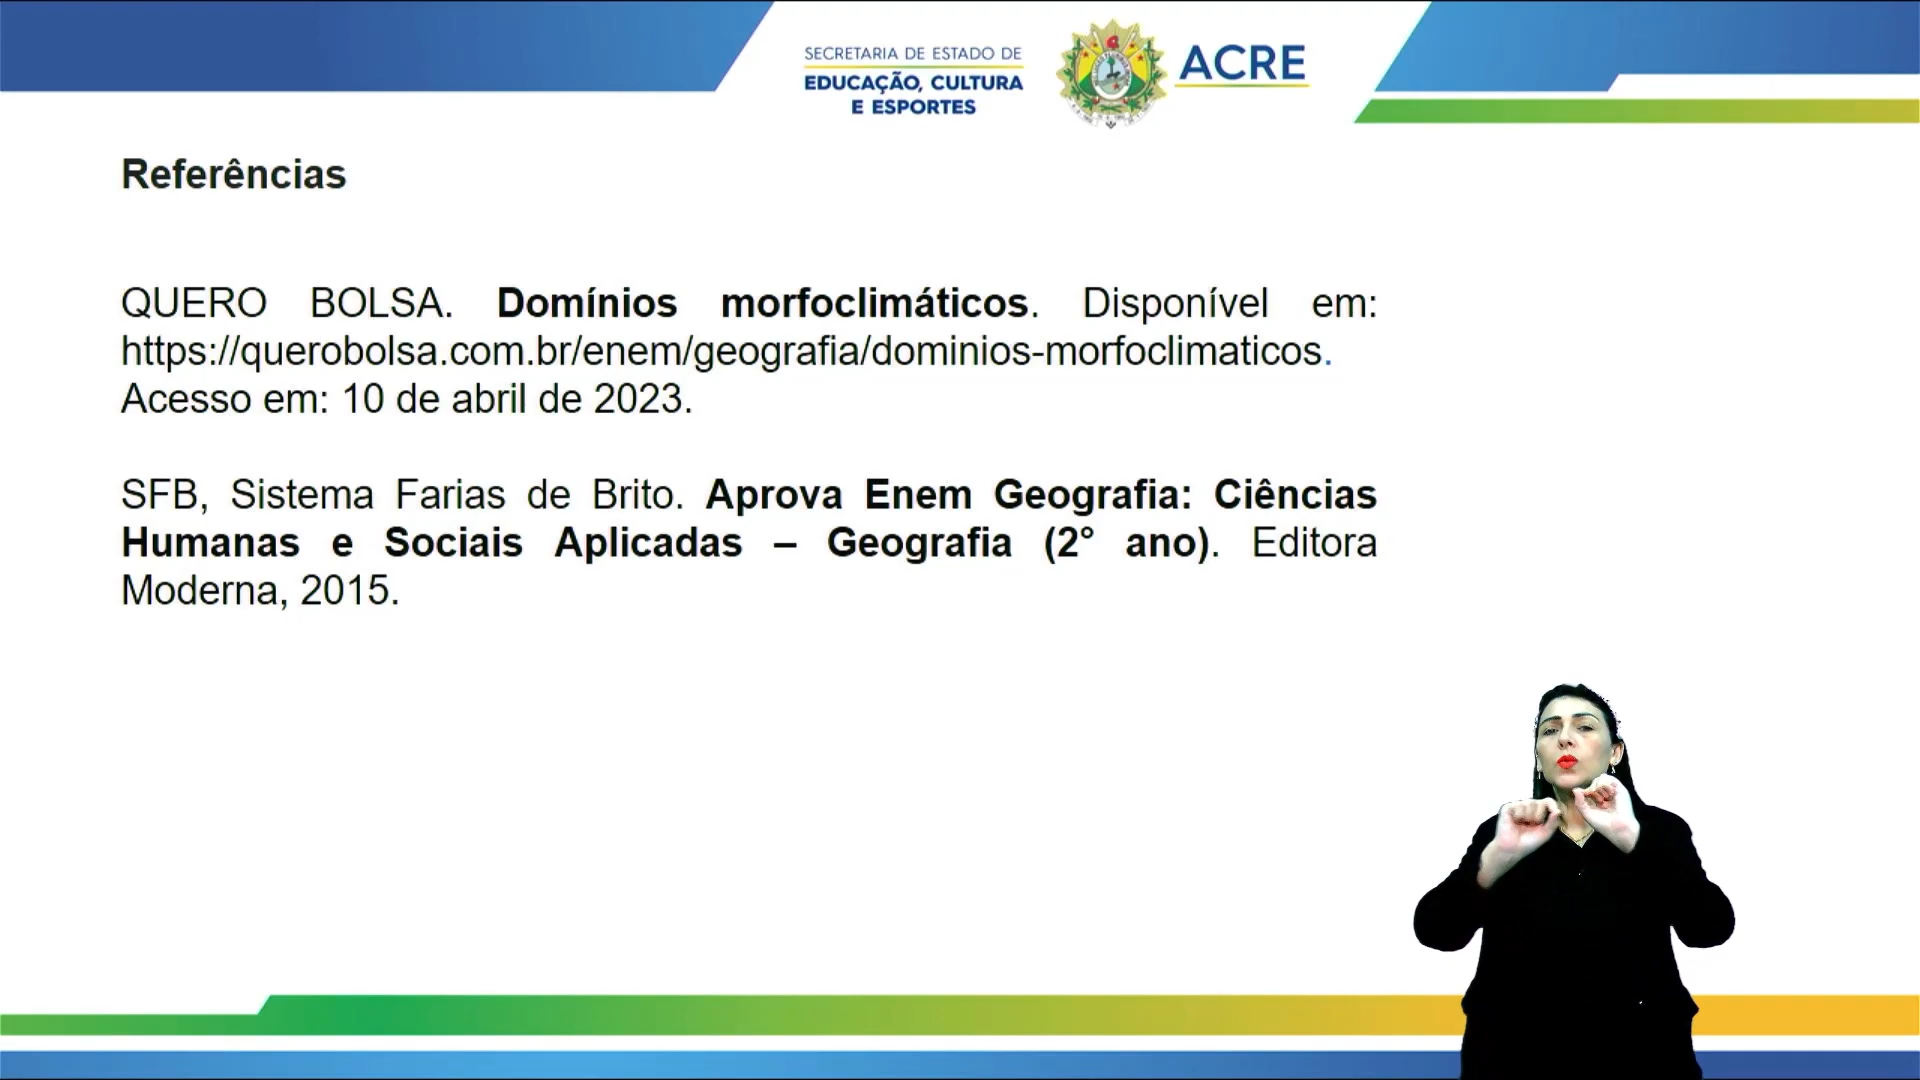 SECRETARIA DE ESTADO DE
EDUCAÇÃO, CULTURA
E ESPORTES
ACRE
Referências
QUERO BOLSA. Domínios morfoclimáticos. Disponível em:
https://querobolsa.com.br/enem/geografia/dominios-morfoclimaticos.
Acesso em: 10 de abril de 2023.
SFB, Sistema Farias de Brito. Aprova Enem Geografia: Ciências
Humanas e Sociais Aplicadas – Geografia (2° ano). Editora
Moderna, 2015.